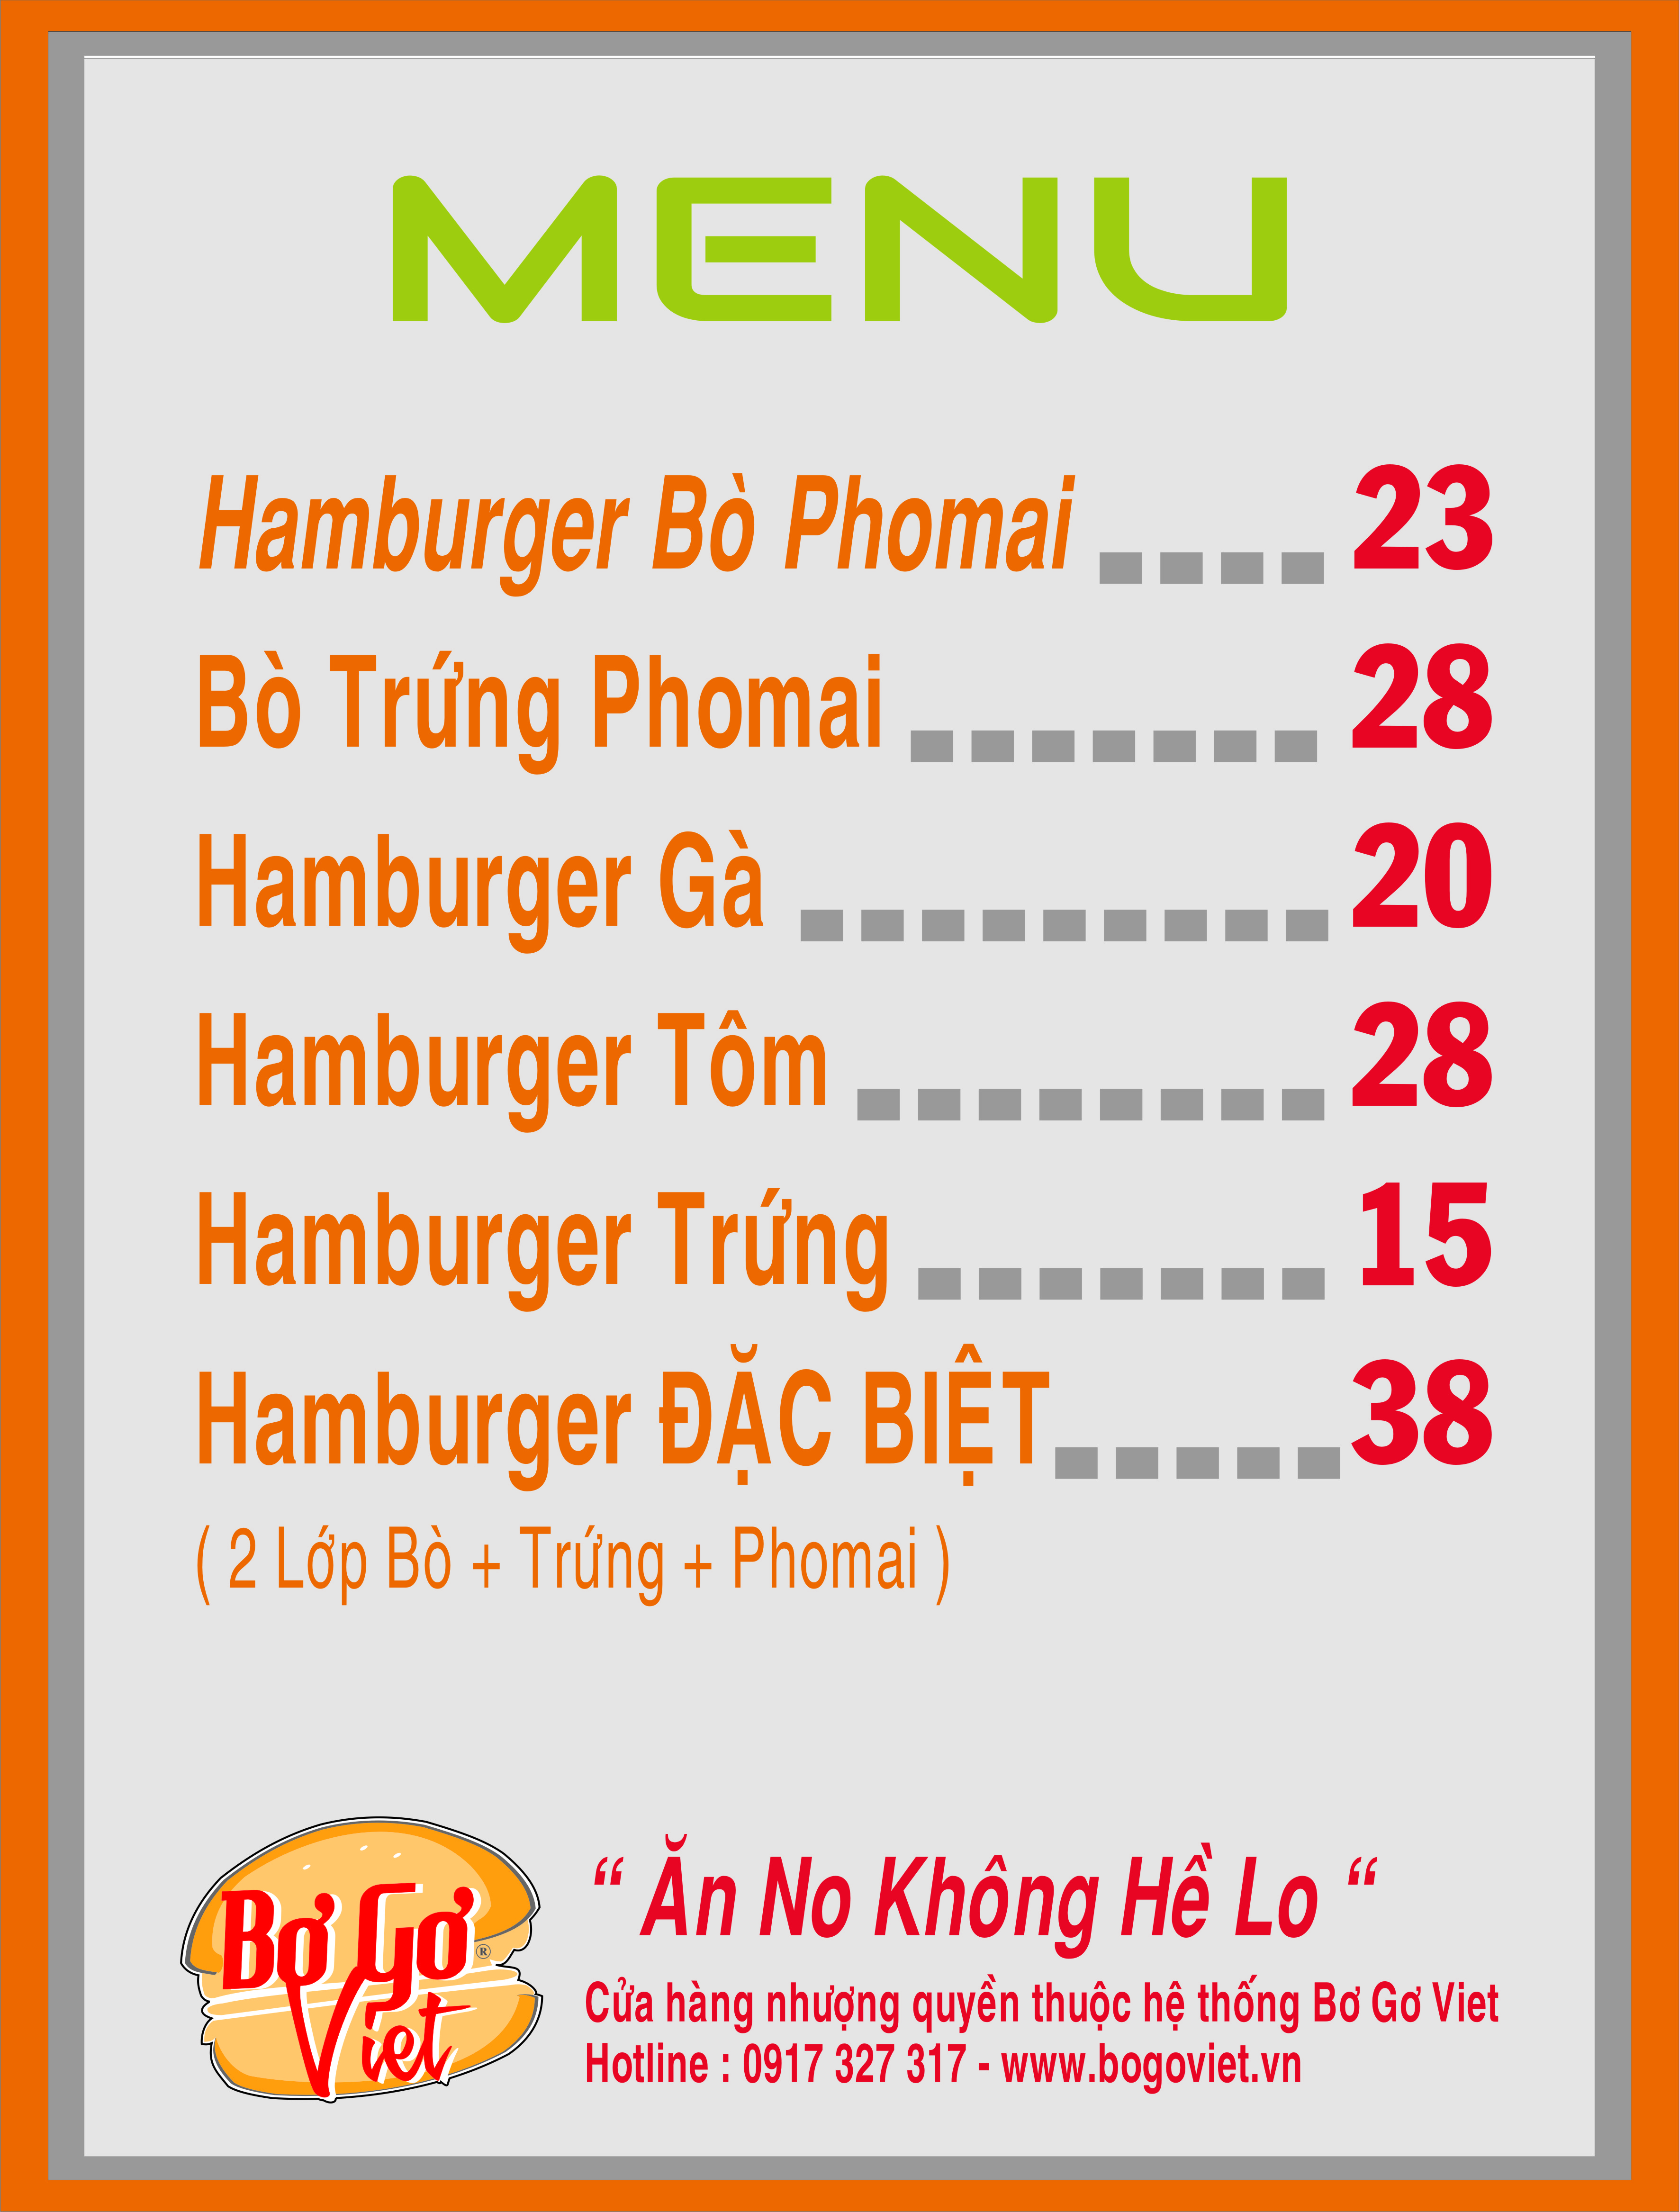 MENU
Hamburger Bò Phomai 23
Bò Trứng Phomai 28
Hamburger Gà 20
Hamburger Tôm 28
Hamburger Trứng 15
Hamburger ĐẶC BIỆT 38
( 2 Lớp Bò + Trứng + Phomai )
Bơ Gơ ®
Việt
“ Ăn No Không Hề Lo “
Cửa hàng nhượng quyền thuộc hệ thống Bơ Gơ Viet
Hotline : 0917 327 317 - www.bogoviet.vn